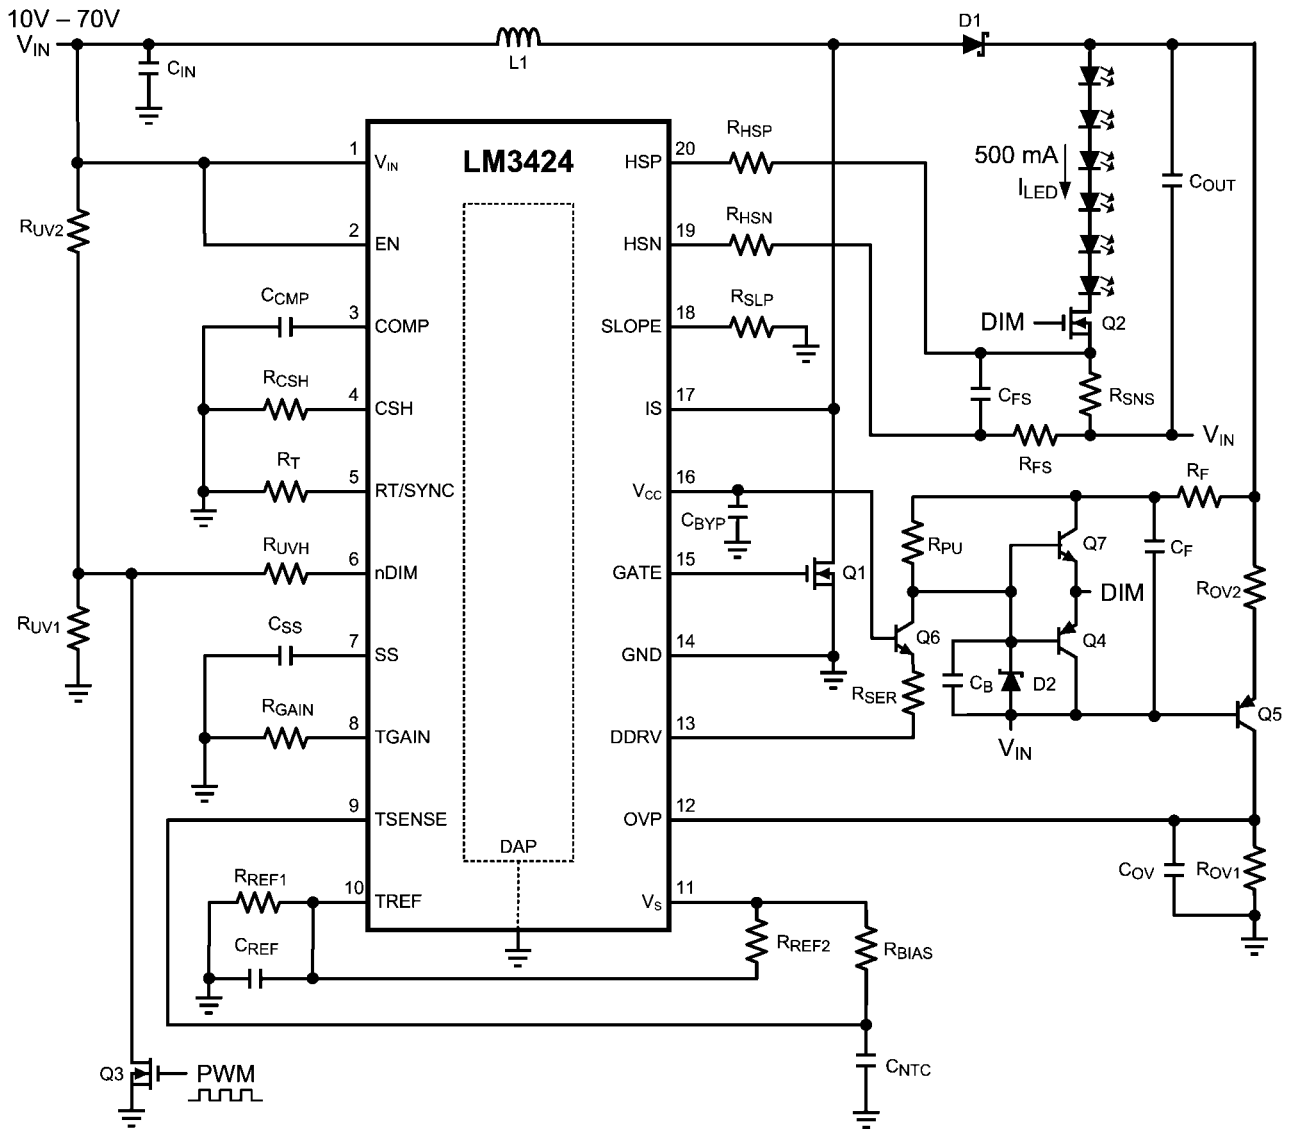 10V – 70V
VIN
CIN
L1
D1
LM3424
1
VIN
2
EN
3
COMP
4
CSH
5
RT/SYNC
6
nDIM
7
SS
8
TGAIN
9
TSENSE
10
TREF
DAP
20
HSP
19
HSN
18
SLOPE
17
IS
16
VCC
15
GATE
14
GND
13
DDRV
12
OVP
11
VS
RUV2
CCMP
RCSH
RT
RUVH
RUV1
CSS
RGAIN
RREF1
CREF
Q3
PWM
RHSP
RHSN
RSLP
500 mA
ILED
COUT
DIM
Q2
CFS
RSNS
RFS
VIN
RF
CBYP
Q1
RPU
Q7
CF
DIM
ROV2
Q6
Q4
RSER
CB
D2
VIN
Q5
COV
ROV1
RREF2
RBIAS
CNTC